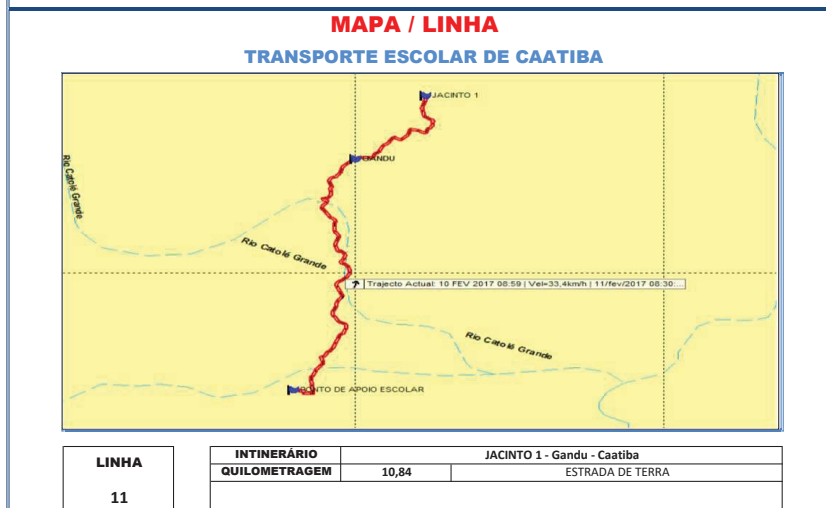 MAPA / LINHA
TRANSPORTE ESCOLAR DE CAATIBA
JACINTO 1
GANDU
Rio Catolé Grande
Rio Catolé Grande
Trajecto Actual: 10 FEV 2017 08:59 | Vel=33,4km/h | 11/fev/2017 08:30:...
Rio Catolé Grande
PONTO DE APOIO ESCOLAR
LINHA
11
INTINERÁRIO JACINTO 1 - Gandu - Caatiba
QUILOMETRAGEM 10,84 ESTRADA DE TERRA